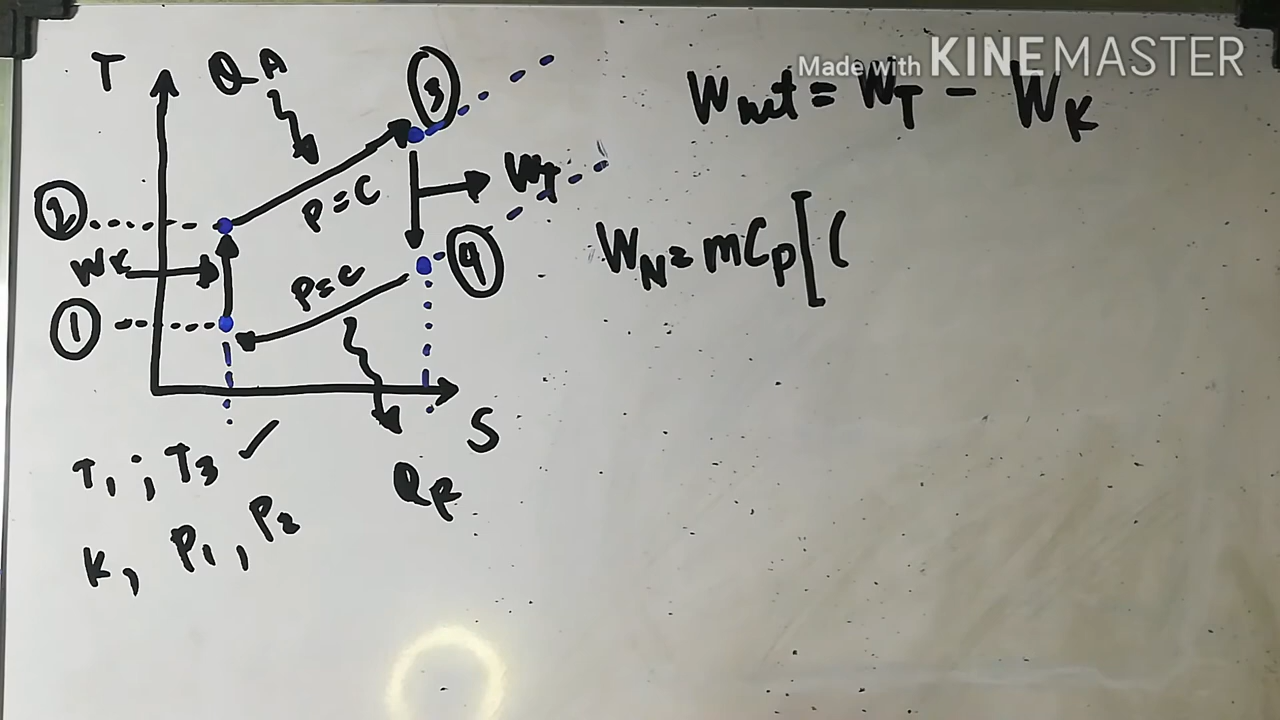 T
QA
3
P=C
WT
2
WK
1
P=C
4
S
QR
T1 ; T3 ✓
K, P1, P2
Made with KINEMASTER
Wnet = WT - WK
WN = mCp[(